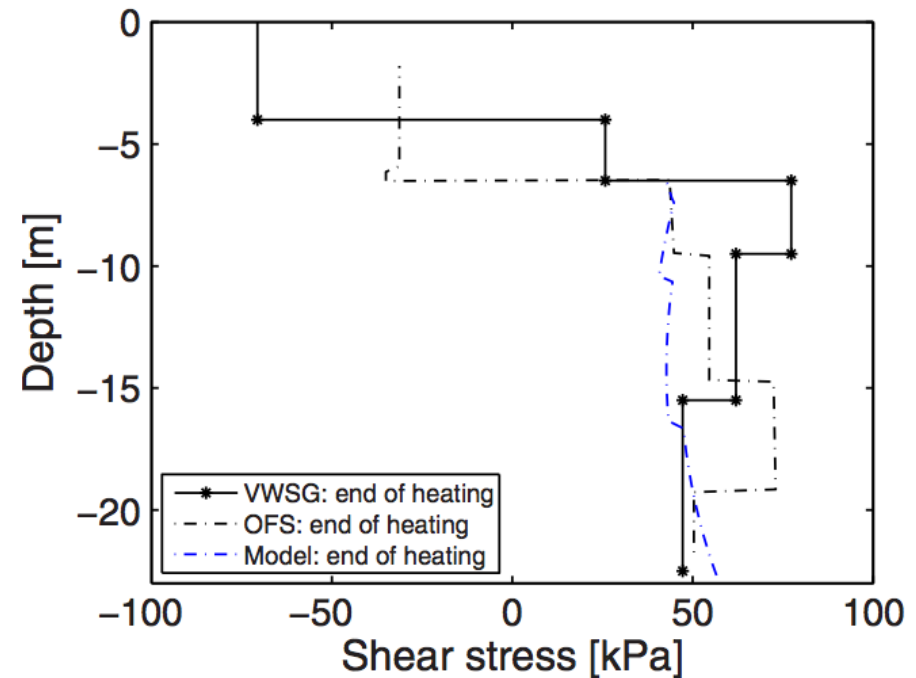 0
−5
−10
−15
−20
Depth [m]
VWSG: end of heating
OFS: end of heating
Model: end of heating
−100 −50 0 50 100
Shear stress [kPa]